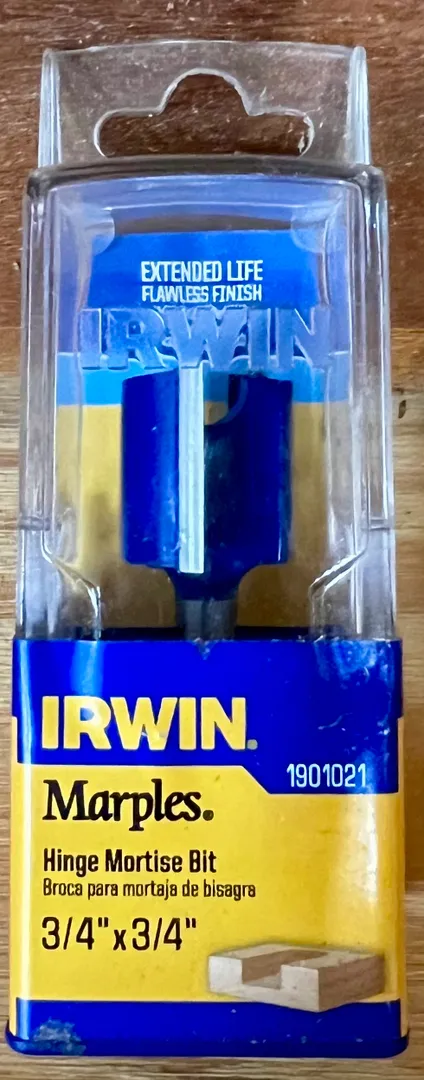 EXTENDED LIFE
FLAWLESS FINISH
IRWIN
IRWIN.
1901021
Marples.
Hinge Mortise Bit
Broca para mortaja de bisagra
3/4" x 3/4"